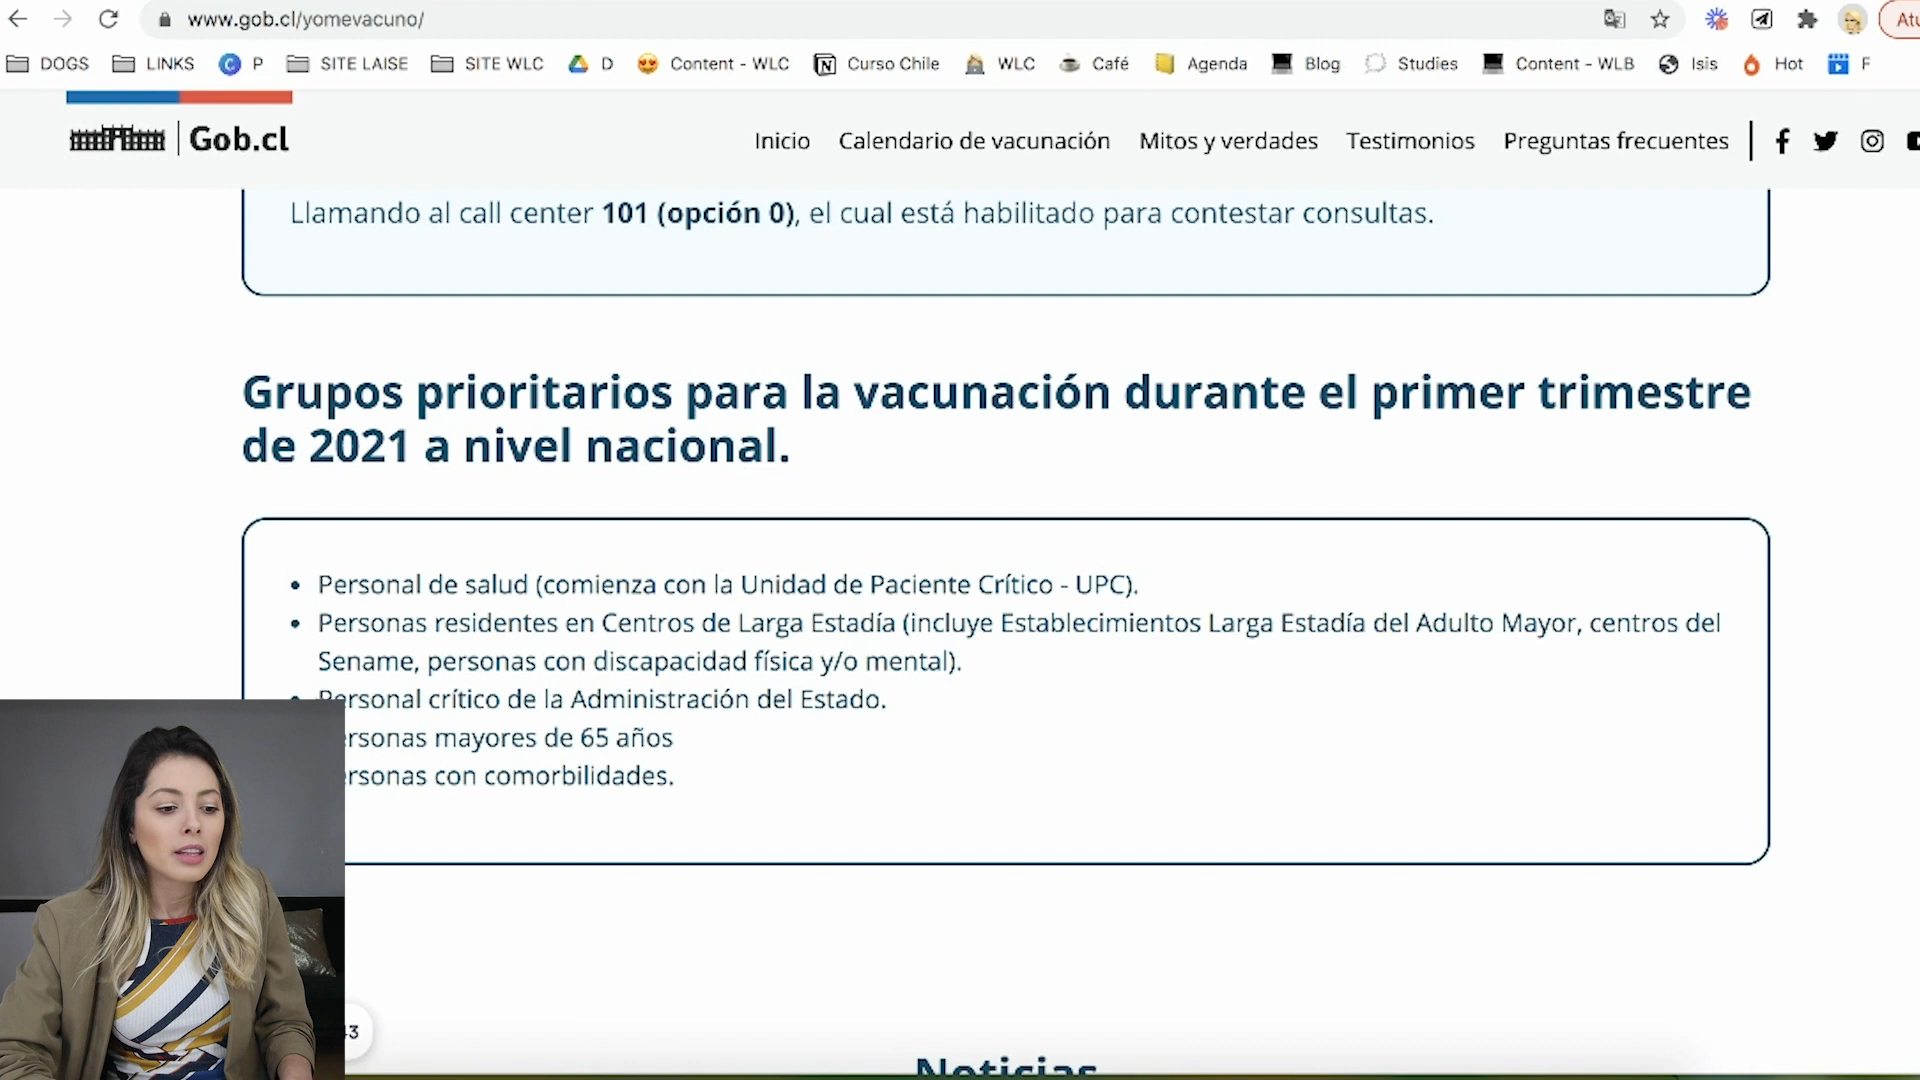 www.gob.cl/yomevacuno/
DOGS LINKS P SITE LAISE SITE WLC D Content - WLC Curso Chile WLC Café Agenda Blog Studies Content - WLB Isis Hot F
Gob.cl
Inicio Calendario de vacunación Mitos y verdades Testimonios Preguntas frecuentes
Llamando al call center 101 (opción 0), el cual está habilitado para contestar consultas.
Grupos prioritarios para la vacunación durante el primer trimestre
de 2021 a nivel nacional.
• Personal de salud (comienza con la Unidad de Paciente Crítico - UPC).
• Personas residentes en Centros de Larga Estadía (incluye Establecimientos Larga Estadía del Adulto Mayor, centros del
Sename, personas con discapacidad física y/o mental).
• Personal crítico de la Administración del Estado.
ersonas mayores de 65 años
ersonas con comorbilidades.
Noticias